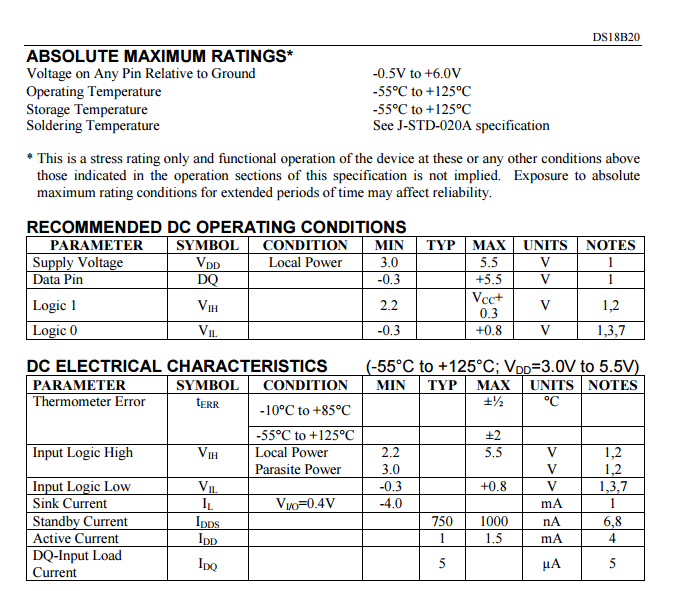 DS18B20
ABSOLUTE MAXIMUM RATINGS*
Voltage on Any Pin Relative to Ground -0.5V to +6.0V
Operating Temperature -55°C to +125°C
Storage Temperature -55°C to +125°C
Soldering Temperature See J-STD-020A specification
* This is a stress rating only and functional operation of the device at these or any other conditions above
those indicated in the operation sections of this specification is not implied. Exposure to absolute
maximum rating conditions for extended periods of time may affect reliability.
RECOMMENDED DC OPERATING CONDITIONS
PARAMETER SYMBOL CONDITION MIN TYP MAX UNITS NOTES
Supply Voltage VDD Local Power 3.0 5.5 V 1
Data Pin DQ -0.3 +5.5 V 1
Logic 1 VIH 2.2 VCC+ 0.3 V 1,2
Logic 0 VIL -0.3 +0.8 V 1,3,7
DC ELECTRICAL CHARACTERISTICS (-55°C to +125°C; VDD=3.0V to 5.5V)
PARAMETER SYMBOL CONDITION MIN TYP MAX UNITS NOTES
Thermometer Error tERR -10°C to +85°C ±½ °C
-55°C to +125°C ±2
Input Logic High VIH Local Power 2.2 5.5 V 1,2
Parasite Power 3.0 V 1,2
Input Logic Low VIL -0.3 +0.8 V 1,3,7
Sink Current IL VI/O=0.4V -4.0 mA 1
Standby Current IDDS 750 1000 nA 6,8
Active Current IDD 1 1.5 mA 4
DQ-Input Load
Current IDQ 5 µA 5